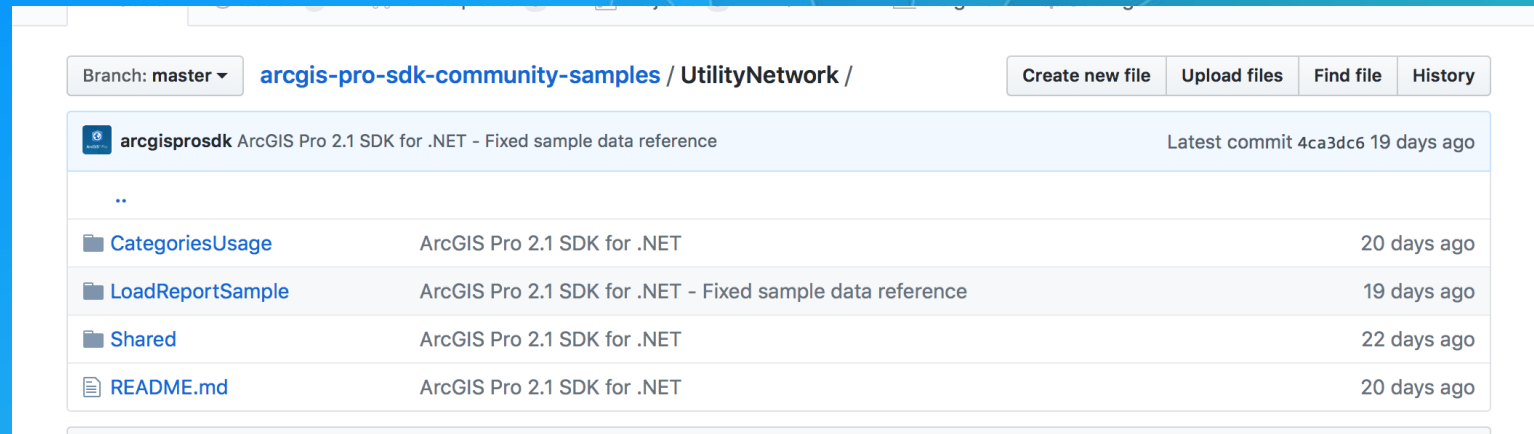 Branch: master arcgis-pro-sdk-community-samples / UtilityNetwork / Create new file Upload files Find file History
arcgisprosdk ArcGIS Pro 2.1 SDK for .NET - Fixed sample data reference Latest commit 4ca3dc6 19 days ago
..
CategoriesUsage ArcGIS Pro 2.1 SDK for .NET 20 days ago
LoadReportSample ArcGIS Pro 2.1 SDK for .NET - Fixed sample data reference 19 days ago
Shared ArcGIS Pro 2.1 SDK for .NET 22 days ago
README.md ArcGIS Pro 2.1 SDK for .NET 20 days ago